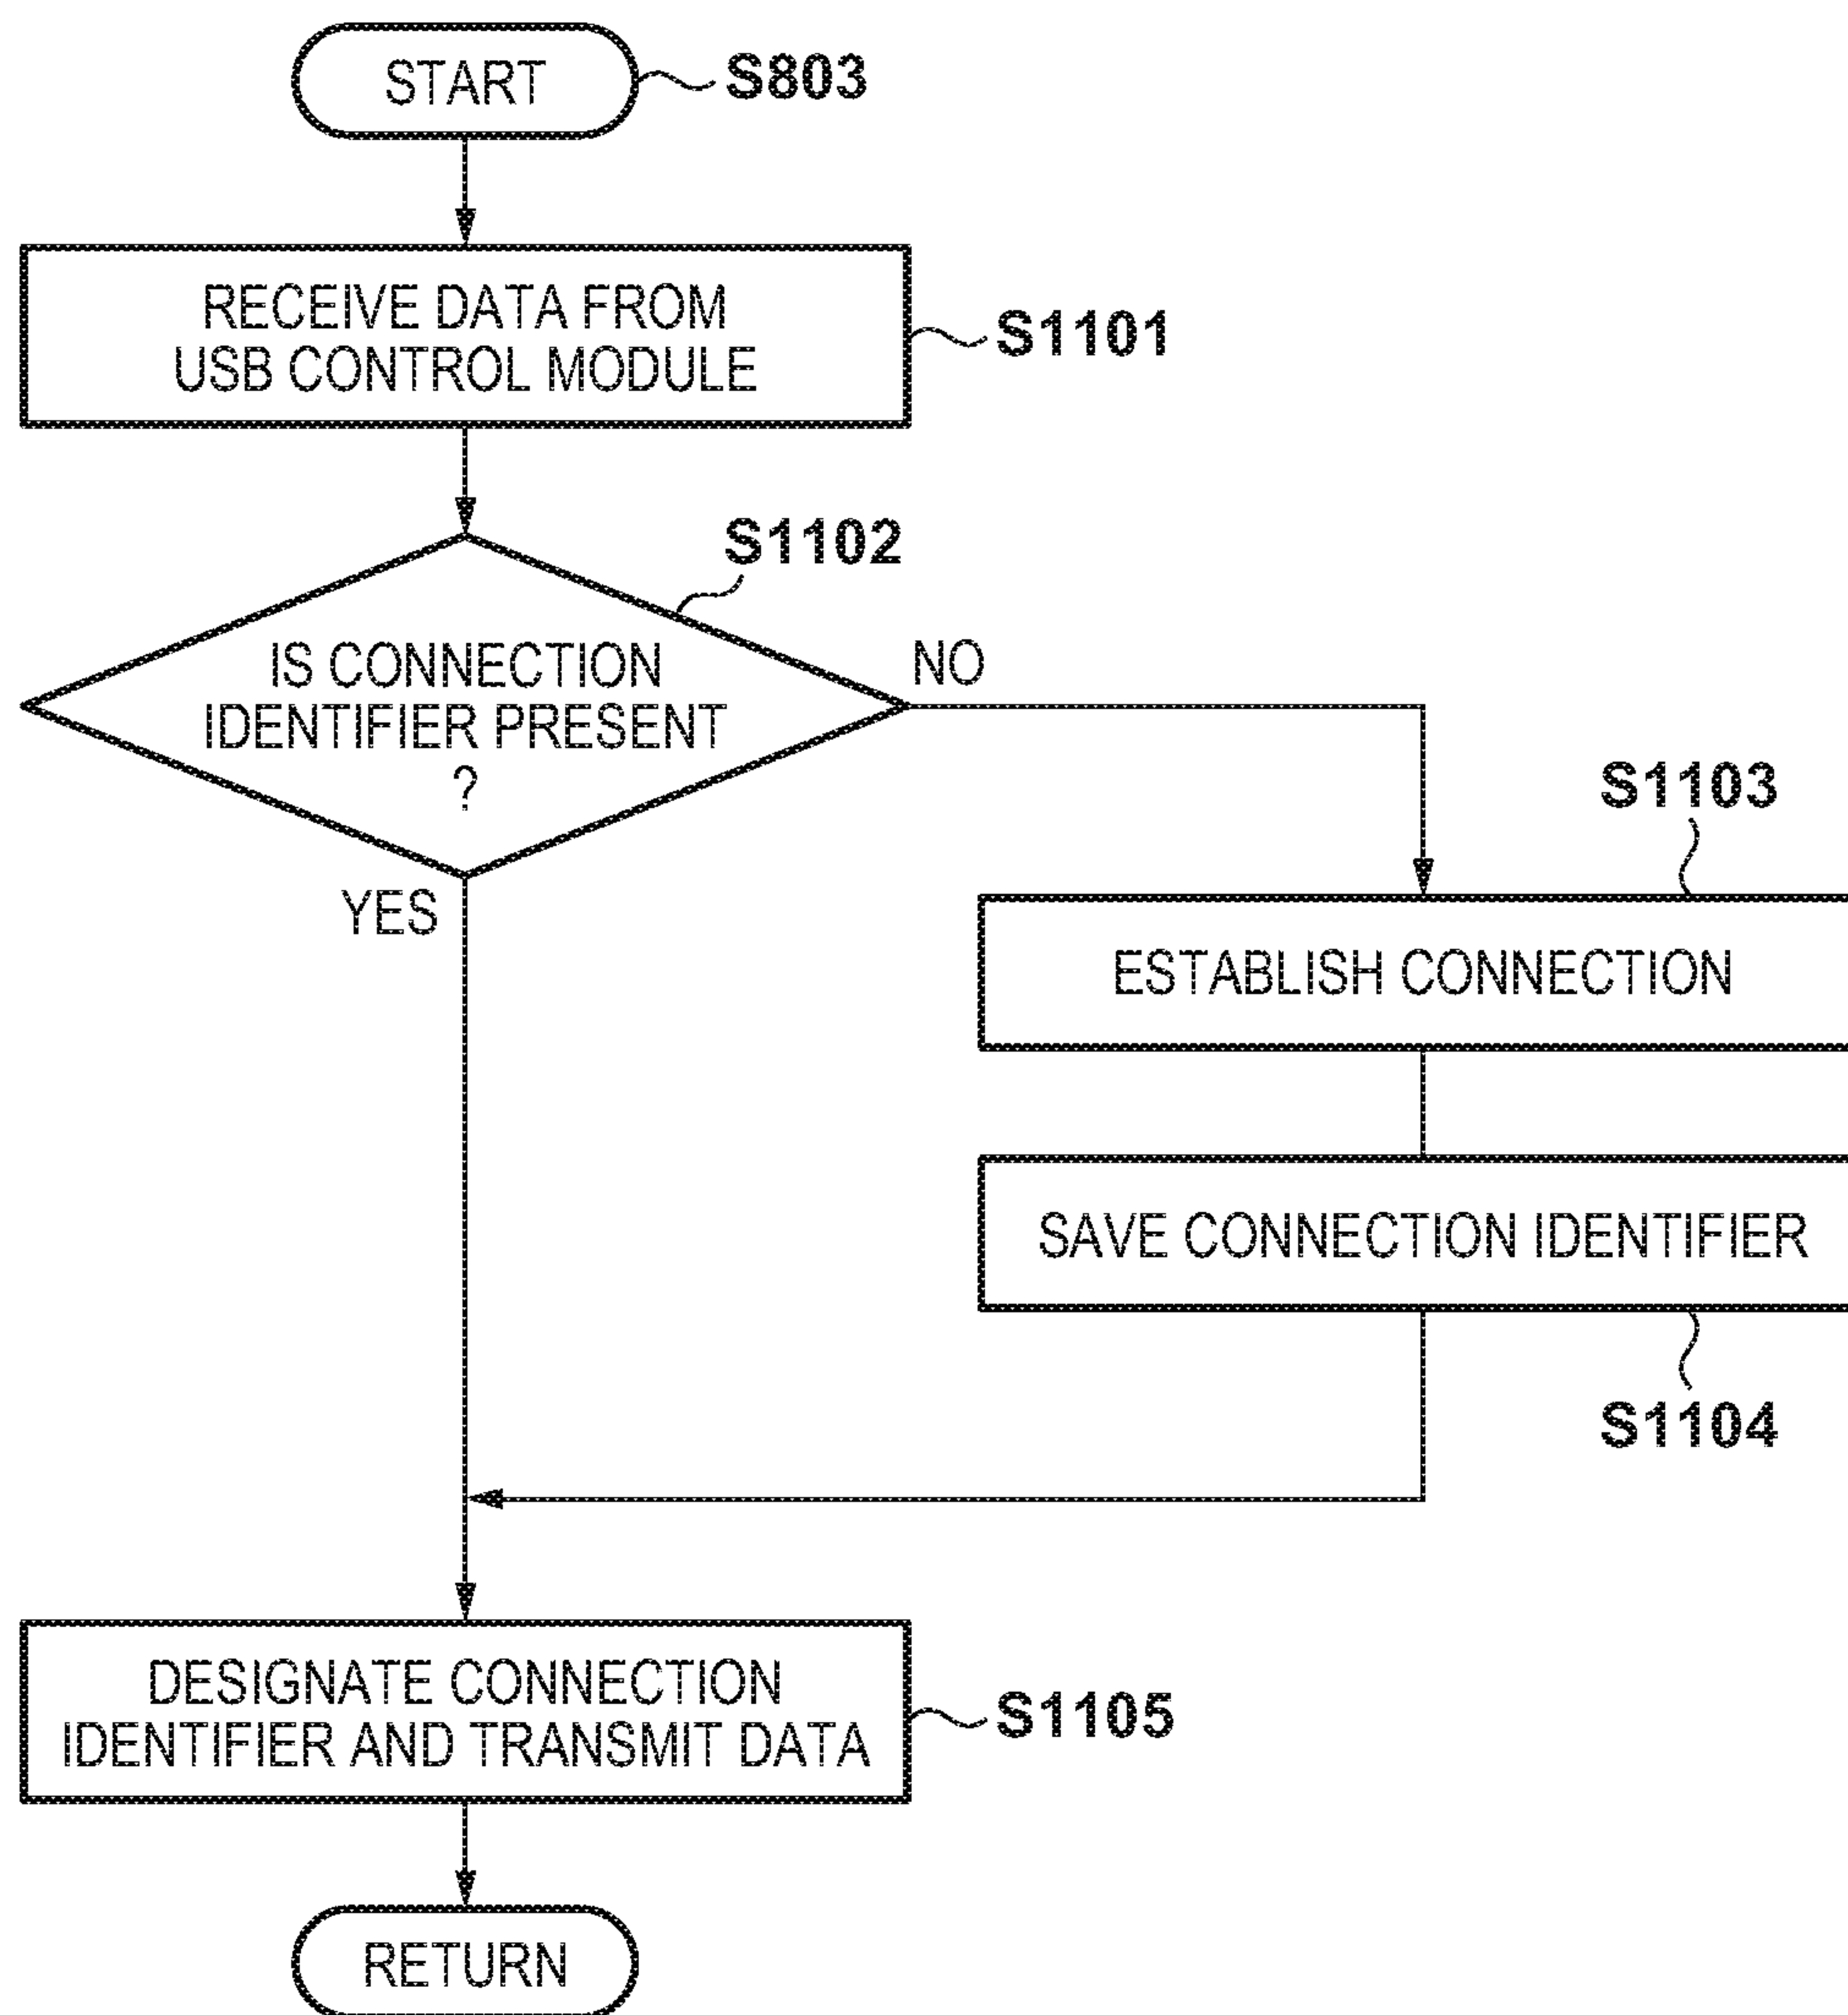 START
S803
RECEIVE DATA FROM
USB CONTROL MODULE
S1101
S1102
IS CONNECTION
IDENTIFIER PRESENT
?
NO
YES
S1103
ESTABLISH CONNECTION
SAVE CONNECTION IDENTIFIER
S1104
DESIGNATE CONNECTION
IDENTIFIER AND TRANSMIT DATA
S1105
RETURN